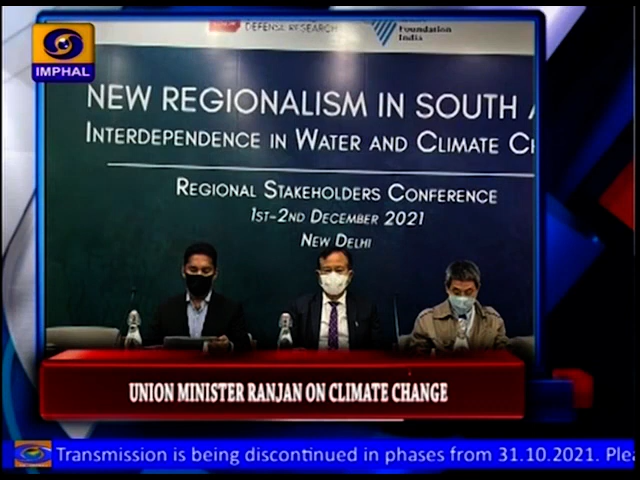 DEFENSE RESEARCH
Foundation
India
IMPHAL
NEW REGIONALISM IN SOUTH A
INTERDEPENDENCE IN WATER AND CLIMATE CH
REGIONAL STAKEHOLDERS CONFERENCE
1ST-2ND DECEMBER 2021
NEW DELHI
UNION MINISTER RANJAN ON CLIMATE CHANGE
Transmission is being discontinued in phases from 31.10.2021. Plea